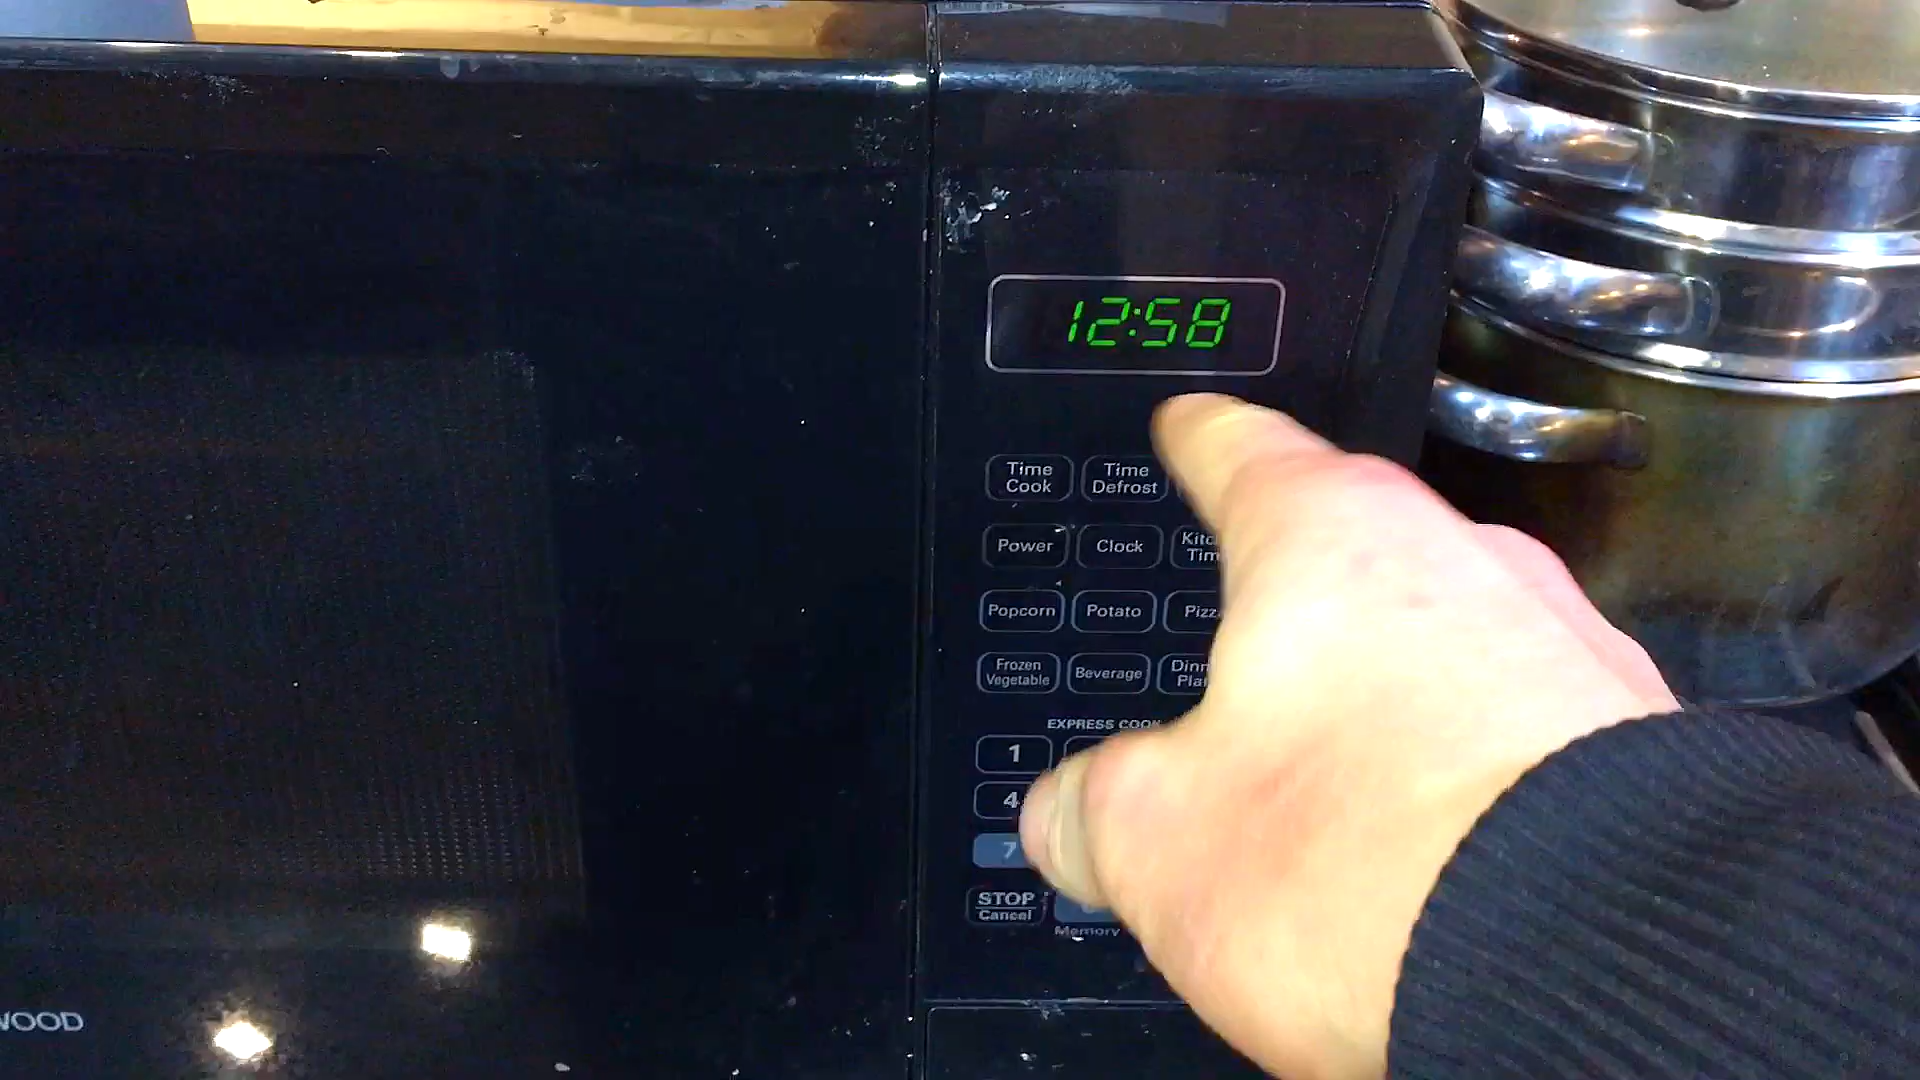 12:58
Time
Cook
Time
Defrost
Power
Clock
Popcorn
Potato
Frozen
Vegetable
Beverage
EXPRESS
1
4
7
STOP
Cancel
Memory
WOOD